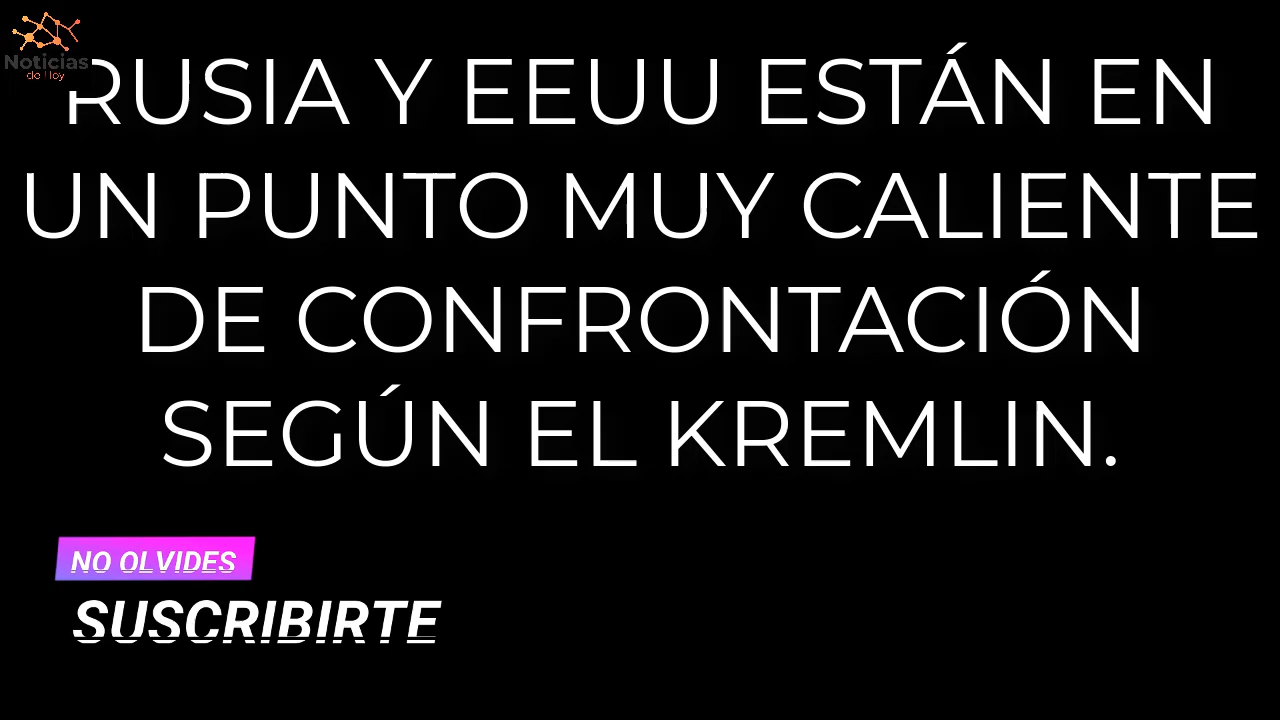 Noticias
de Hoy
RUSIA Y EEUU ESTÁN EN
UN PUNTO MUY CALIENTE
DE CONFRONTACIÓN
SEGÚN EL KREMLIN.
NO OLVIDES
SUSCRIBIRTE